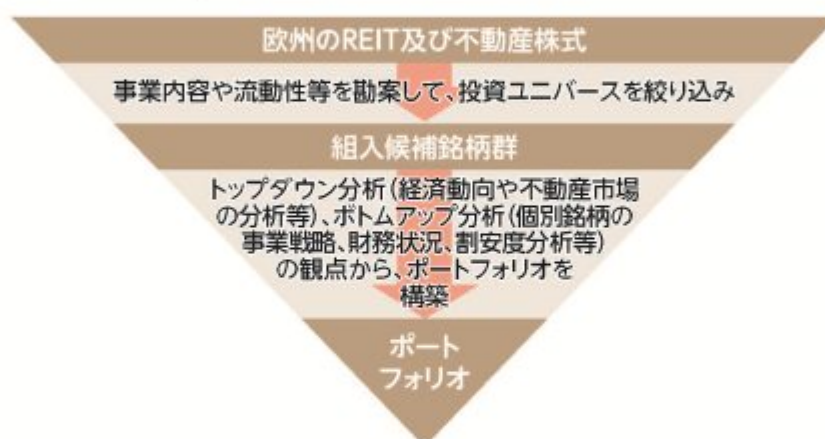 欧州のREIT及び不動産株式
事業内容や流動性等を勘案して、投資ユニバースを絞り込み
組入候補銘柄群
トップダウン分析(経済動向や不動産市場
の分析等)、ボトムアップ分析(個別銘柄の
事業戦略、財務状況、割安度分析等)
の観点から、ポートフォリオを
構築
ポート
フォリオ